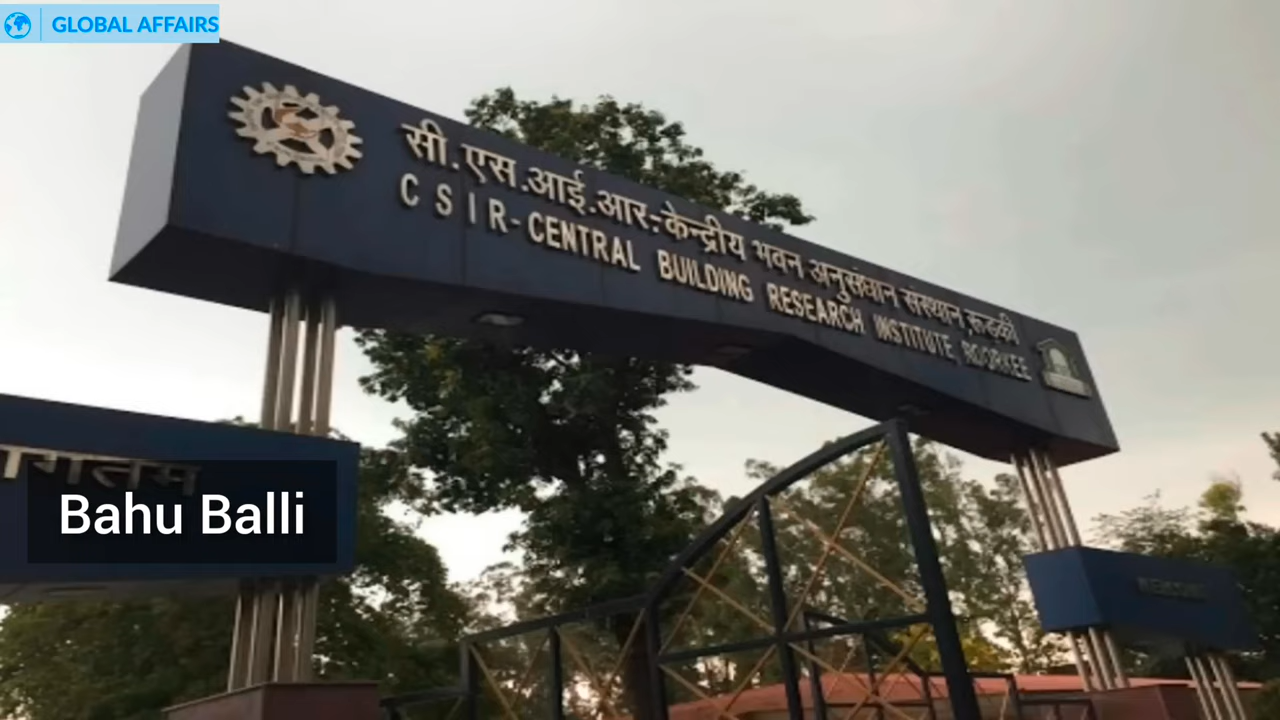 GLOBAL AFFAIRS
सी.एस.आई.आर-केन्द्रीय भवन अनुसंधान संस्थान,रूड़की
CSIR-CENTRAL BUILDING RESEARCH INSTITUTE ROORKEE
Bahu Balli